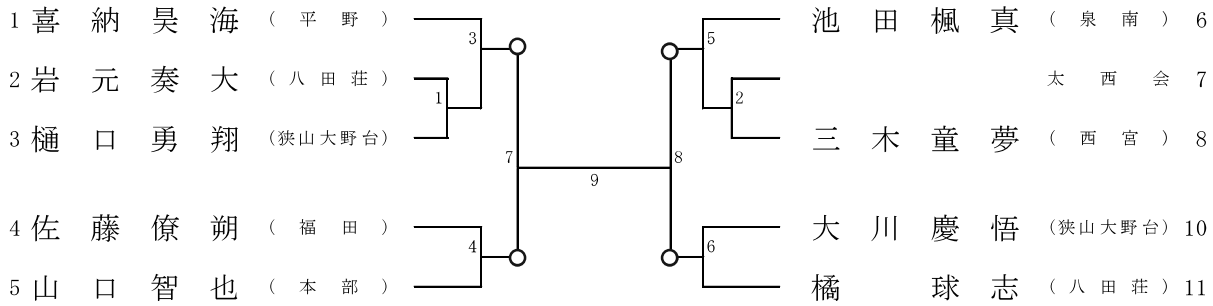 1 喜納昊海 (平野)
2 岩元奏大 (八田荘)
3 樋口勇翔 (狭山大野台)
4 佐藤僚朔 (福田)
5 山口智也 (本部)
3
1
4
7
9
8
5
2
6
池田楓真 (泉南) 6
太西会 7
三木童夢 (西宮) 8
大川慶悟 (狭山大野台) 10
橘球志 (八田荘) 11